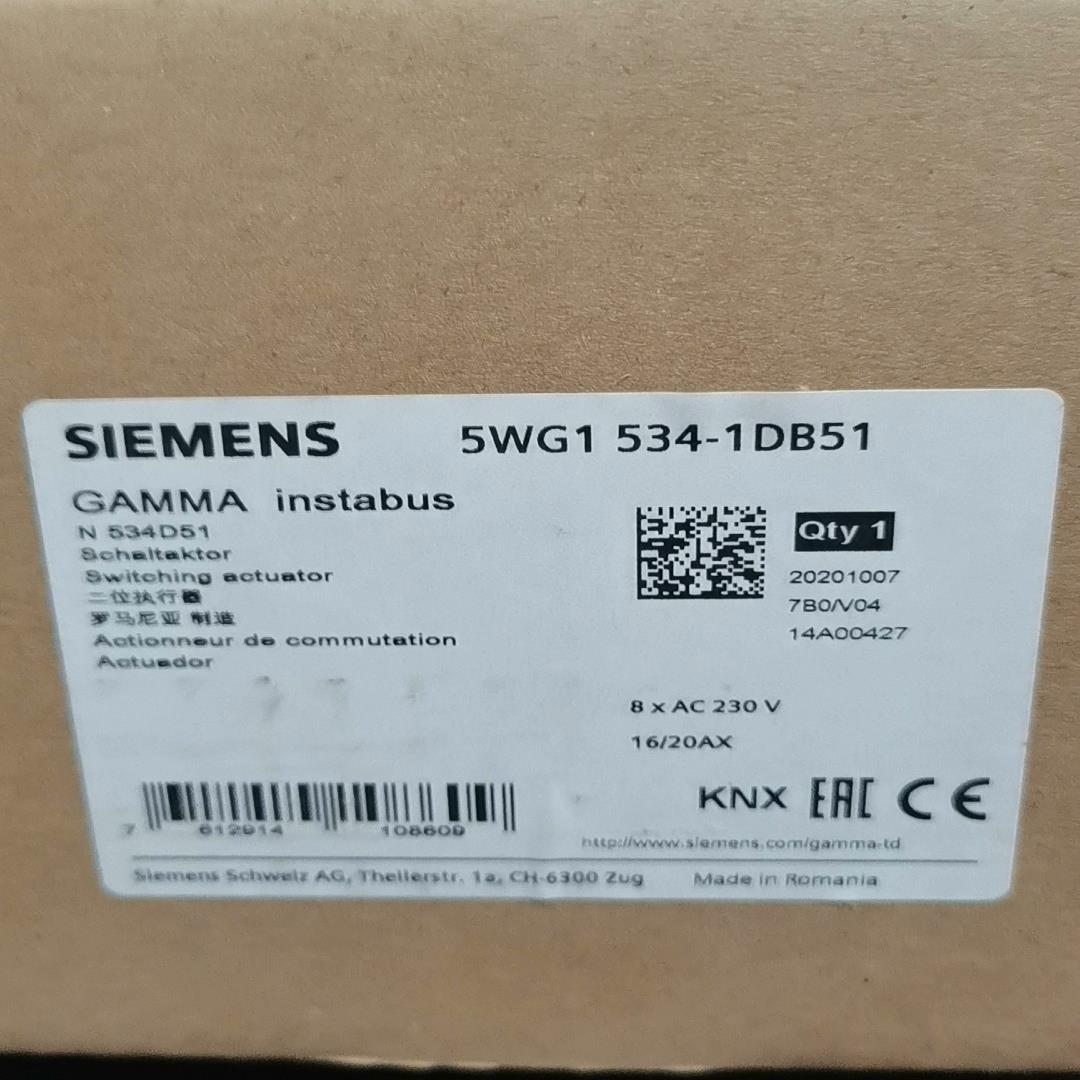 SIEMENS 5WG1 534-1DB51
GAMMA instabus
N 534D51
Schaltaktor
Switching actuator
二位执行器
罗马尼亚 制造
Actionneur de commutation
Actuador
Qty 1
20201007
7B0/V04
14A00427
8 x AC 230 V
16/20AX
7 612914 108609
KNX EAC CE
http://www.siemens.com/gamma-td
Siemens Schweiz AG, Theilerstr. 1a, CH-6300 Zug Made in Romania